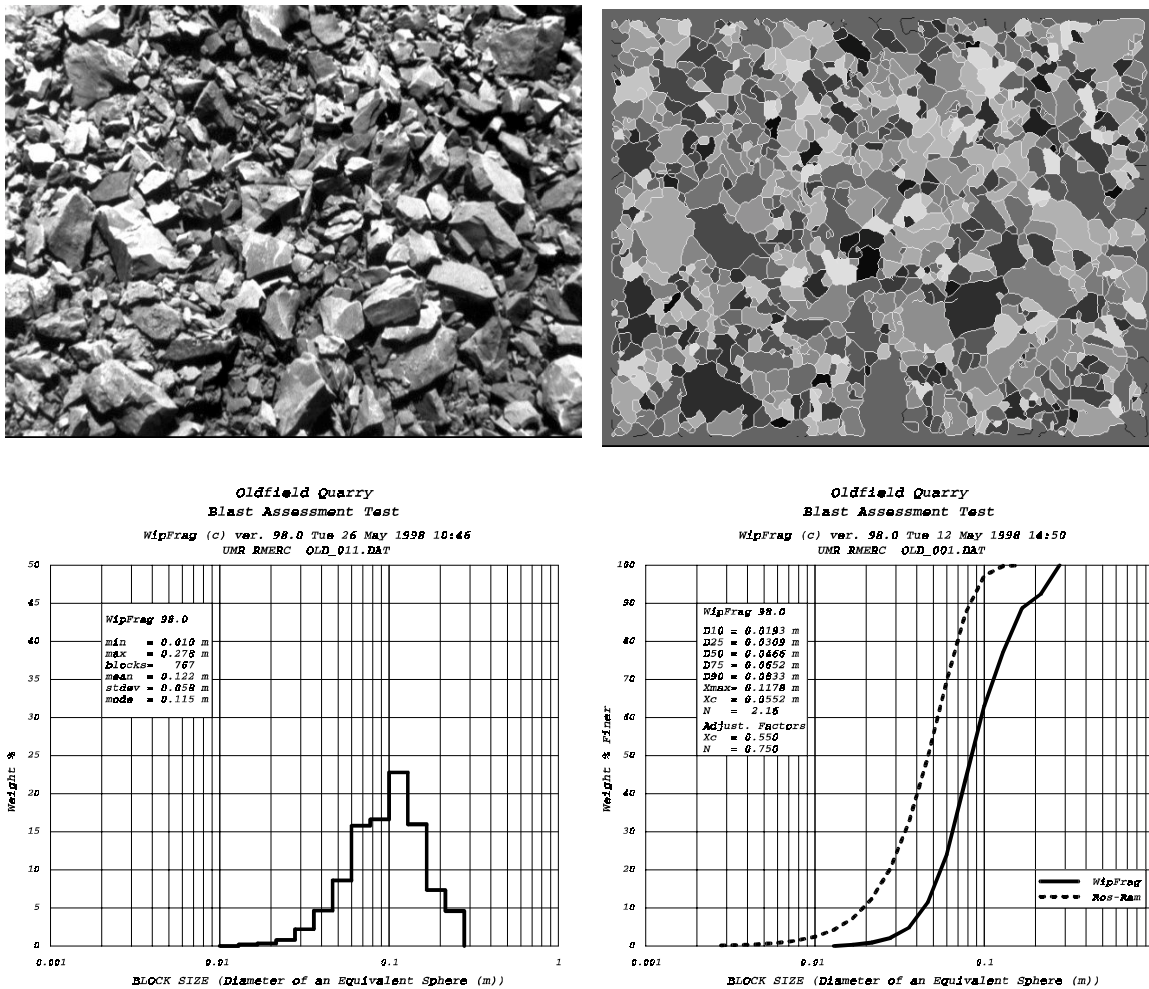 Oldfield Quarry
Blast Assessment Test
WipFrag (c) ver. 98.0 Tue 26 May 1998 10:46
UMR RMERC OLD_011.DAT
50
45
40
35
30
25
20
15
10
5
0
Weight %
WipFrag 98.0
min = 0.010 m
max = 0.278 m
blocks= 767
mean = 0.122 m
stdev = 0.058 m
mode = 0.115 m
0.001
0.01
0.1
1
BLOCK SIZE (Diameter of an Equivalent Sphere (m))
Oldfield Quarry
Blast Assessment Test
WipFrag (c) ver. 98.0 Tue 12 May 1998 14:50
UMR RMERC OLD_001.DAT
100
90
80
70
60
50
40
30
20
10
0
Weight % Finer
WipFrag 98.0
D10 = 0.0193 m
D25 = 0.0309 m
D50 = 0.0466 m
D75 = 0.0652 m
D90 = 0.0833 m
Xmax= 0.1178 m
Xc = 0.0552 m
N = 2.16
Adjust. Factors
Xc = 0.550
N = 0.750
WipFrag
Ros-Ram
0.001
0.01
0.1
1
BLOCK SIZE (Diameter of an Equivalent Sphere (m))